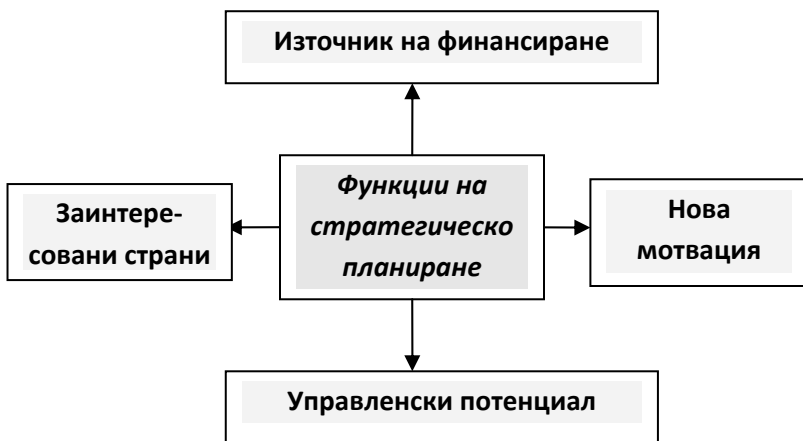 Източник на финансиране
Заинтере-
совани страни
Функции на
стратегическо
планиране
Нова
мотвация
Управленски потенциал